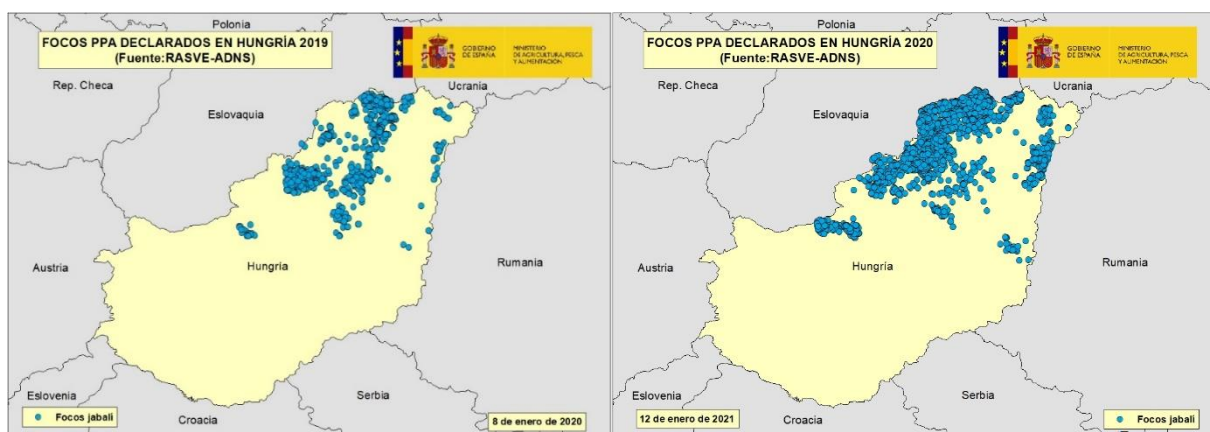 Polonia
FOCOS PPA DECLARADOS EN HUNGRÍA 2019
(Fuente:RASVE-ADNS)
GOBIERNO
DE ESPAÑA
MINISTERIO
DE AGRICULTURA, PESCA
Y ALIMENTACIÓN
Rep. Checa
Ucrania
Eslovaquia
Austria
Hungría
Rumania
Eslovenia
Serbia
Croacia
Focos jabalí
8 de enero de 2020
Polonia
FOCOS PPA DECLARADOS EN HUNGRÍA 2020
(Fuente:RASVE-ADNS)
GOBIERNO
DE ESPAÑA
MINISTERIO
DE AGRICULTURA, PESCA
Y ALIMENTACIÓN
Rep. Checa
Ucrania
Eslovaquia
Austria
Hungría
Rumania
Eslovenia
Serbia
Croacia
12 de enero de 2021
Focos jabalí